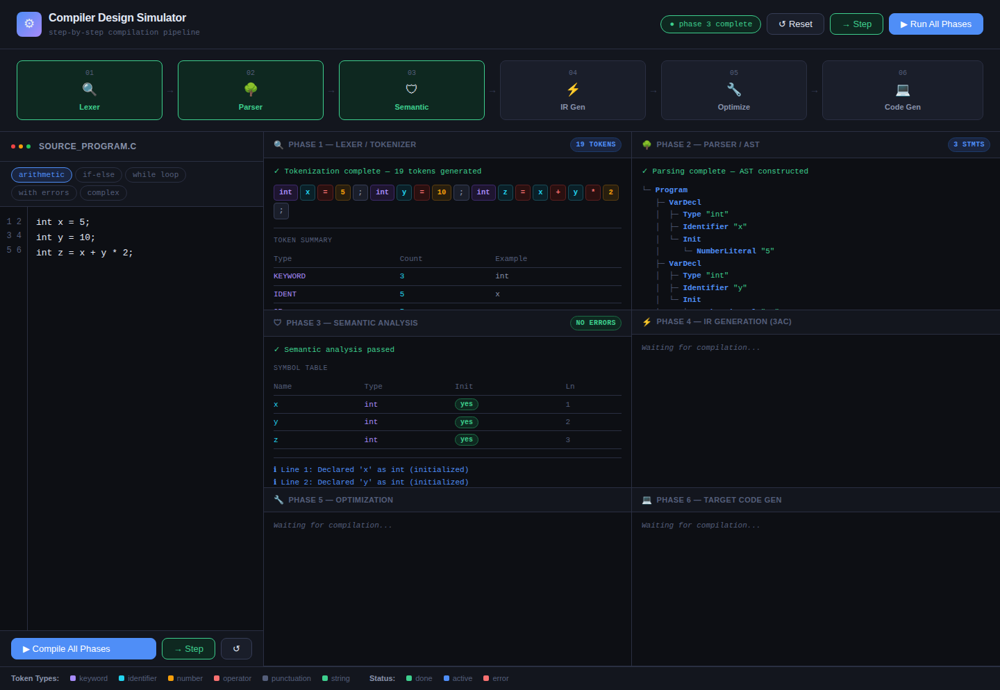 Compiler Design Simulator
step-by-step compilation pipeline
● phase 3 complete
↺ Reset
→ Step
▶ Run All Phases
01
Lexer
→
02
Parser
→
03
Semantic
→
04
IR Gen
→
05
Optimize
→
06
Code Gen
SOURCE_PROGRAM.C
arithmetic if-else while loop
with errors complex
1 2
3 4
5 6
int x = 5;
int y = 10;
int z = x + y * 2;
▶ Compile All Phases
→ Step
↺
PHASE 1 — LEXER / TOKENIZER
19 TOKENS
✓ Tokenization complete — 19 tokens generated
int x = 5 ; int y = 10 ; int z = x + y * 2
;
TOKEN SUMMARY
Type Count Example
KEYWORD 3 int
IDENT 5 x
PHASE 2 — PARSER / AST
3 STMTS
✓ Parsing complete — AST constructed
└─ Program
├─ VarDecl
│ ├─ Type "int"
│ ├─ Identifier "x"
│ └─ Init
│ └─ NumberLiteral "5"
├─ VarDecl
│ ├─ Type "int"
│ ├─ Identifier "y"
│ └─ Init
PHASE 3 — SEMANTIC ANALYSIS
NO ERRORS
✓ Semantic analysis passed
SYMBOL TABLE
Name Type Init Ln
x int yes 1
y int yes 2
z int yes 3
ℹ Line 1: Declared 'x' as int (initialized)
ℹ Line 2: Declared 'y' as int (initialized)
PHASE 4 — IR GENERATION (3AC)
Waiting for compilation...
PHASE 5 — OPTIMIZATION
Waiting for compilation...
PHASE 6 — TARGET CODE GEN
Waiting for compilation...
Token Types: keyword identifier number operator punctuation string Status: done active error